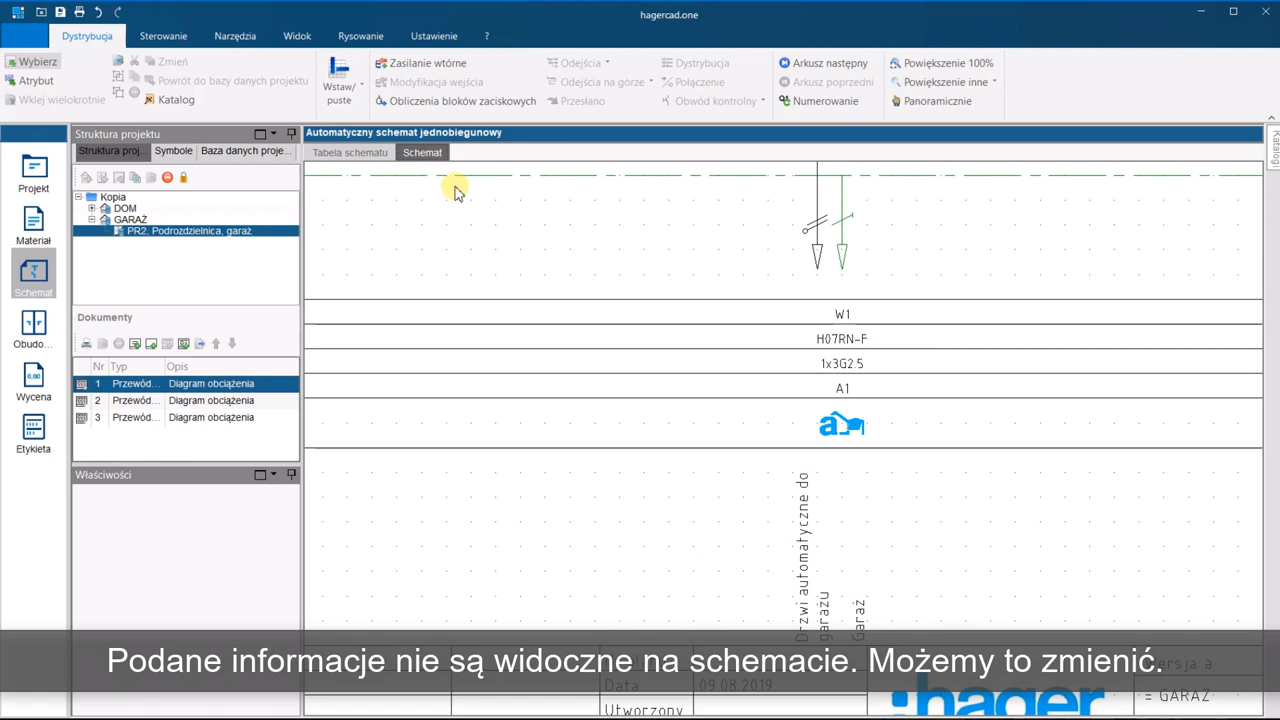 hagercad.one
Dystrybucja Sterowanie Narzędzia Widok Rysowanie Ustawienie ?
Wybierz
Atrybut
Wklej wielokrotnie
Zmień
Powrót do bazy danych projektu
Katalog
Wstaw/
puste
Zasilanie wtórne
Modyfikacja wejścia
Obliczenia bloków zaciskowych
Odejścia
Odejścia na górze
Przesłano
Dystrybucja
Połączenie
Obwód kontrolny
Arkusz następny
Arkusz poprzedni
Numerowanie
Powiększenie 100%
Powiększenie inne
Panoramicznie
Projekt
Materiał
Schemat
Obudo...
Wycena
Etykieta
Struktura projektu
Struktura proj... Symbole Baza danych proje...
Kopia
DOM
GARAŻ
PR2, Podrozdzielnica, garaż
Dokumenty
Nr Typ Opis
1 Przewód... Diagram obciążenia
2 Przewód... Diagram obciążenia
3 Przewód... Diagram obciążenia
Właściwości
Automatyczny schemat jednobiegunowy
Tabela schematu Schemat
Katalogi
W1
H07RN-F
1x3G2.5
A1
Drzwi automatyczne do
garażu
Garaż
Podane informacje nie są widoczne na schemacie. Możemy to zmienić.
Data 09.08.2019
Utworzony
:hager
= GARAŻ